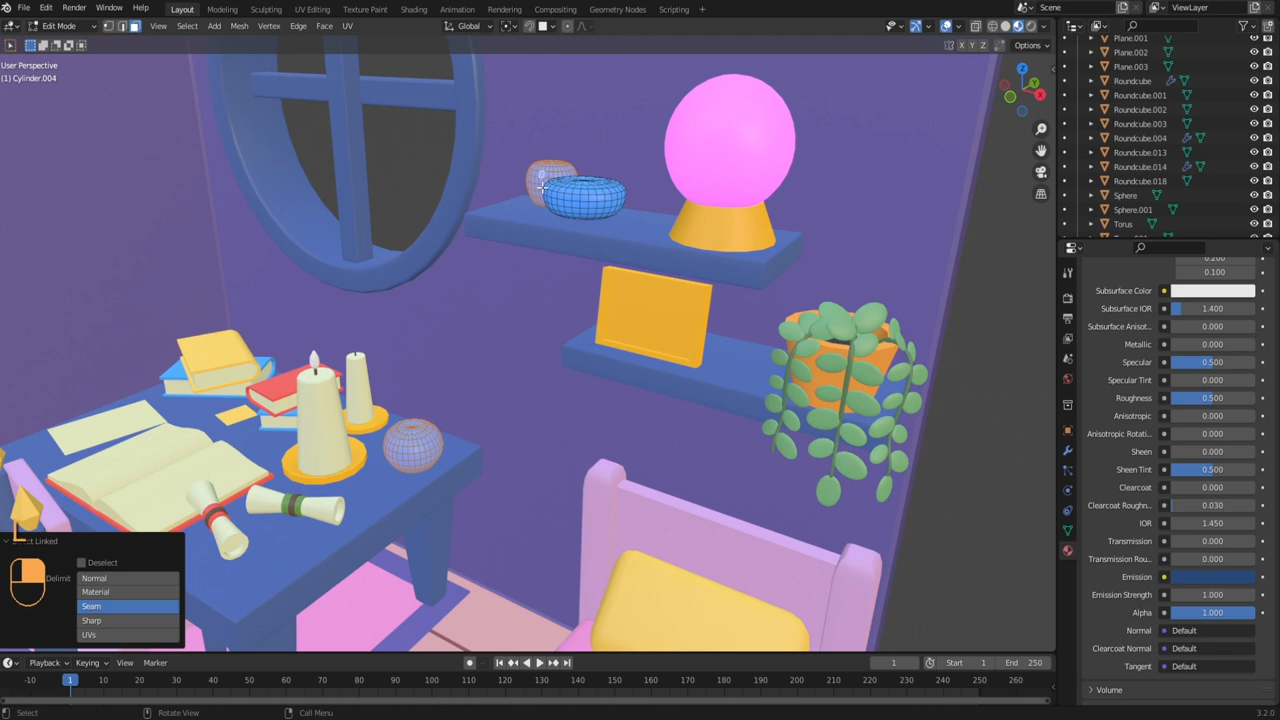 File Edit Render Window Help Layout Modeling Sculpting UV Editing Texture Paint Shading Animation Rendering Compositing Geometry Nodes Scripting Scene ViewLayer
Edit Mode View Select Add Mesh Vertex Edge Face UV Global
X Y Z Options
User Perspective
(1) Cylinder.004
Z
Y
X
Plane.001
Plane.002
Plane.003
Roundcube
Roundcube.001
Roundcube.002
Roundcube.003
Roundcube.004
Roundcube.013
Roundcube.014
Roundcube.018
Sphere
Sphere.001
Torus
0.200
0.100
Subsurface Color
Subsurface IOR 1.400
Subsurface Anisot... 0.000
Metallic 0.000
Specular 0.500
Specular Tint 0.000
Roughness 0.500
Anisotropic 0.000
Anisotropic Rotati... 0.000
Sheen 0.000
Sheen Tint 0.500
Clearcoat 0.000
Clearcoat Roughn... 0.030
IOR 1.450
Transmission 0.000
Transmission Rou... 0.000
Emission
Emission Strength 1.000
Alpha 1.000
Normal Default
Clearcoat Normal Default
Tangent Default
Volume
Linked
Deselect
Delimit Normal
Material
Seam
Sharp
UVs
Playback Keying View Marker 1 Start 1 End 250
-10 1 10 20 30 40 50 60 70 80 90 100 110 120 130 140 150 160 170 180 190 200 210 220 230 240 250 260
Select Rotate View Call Menu 3.2.0